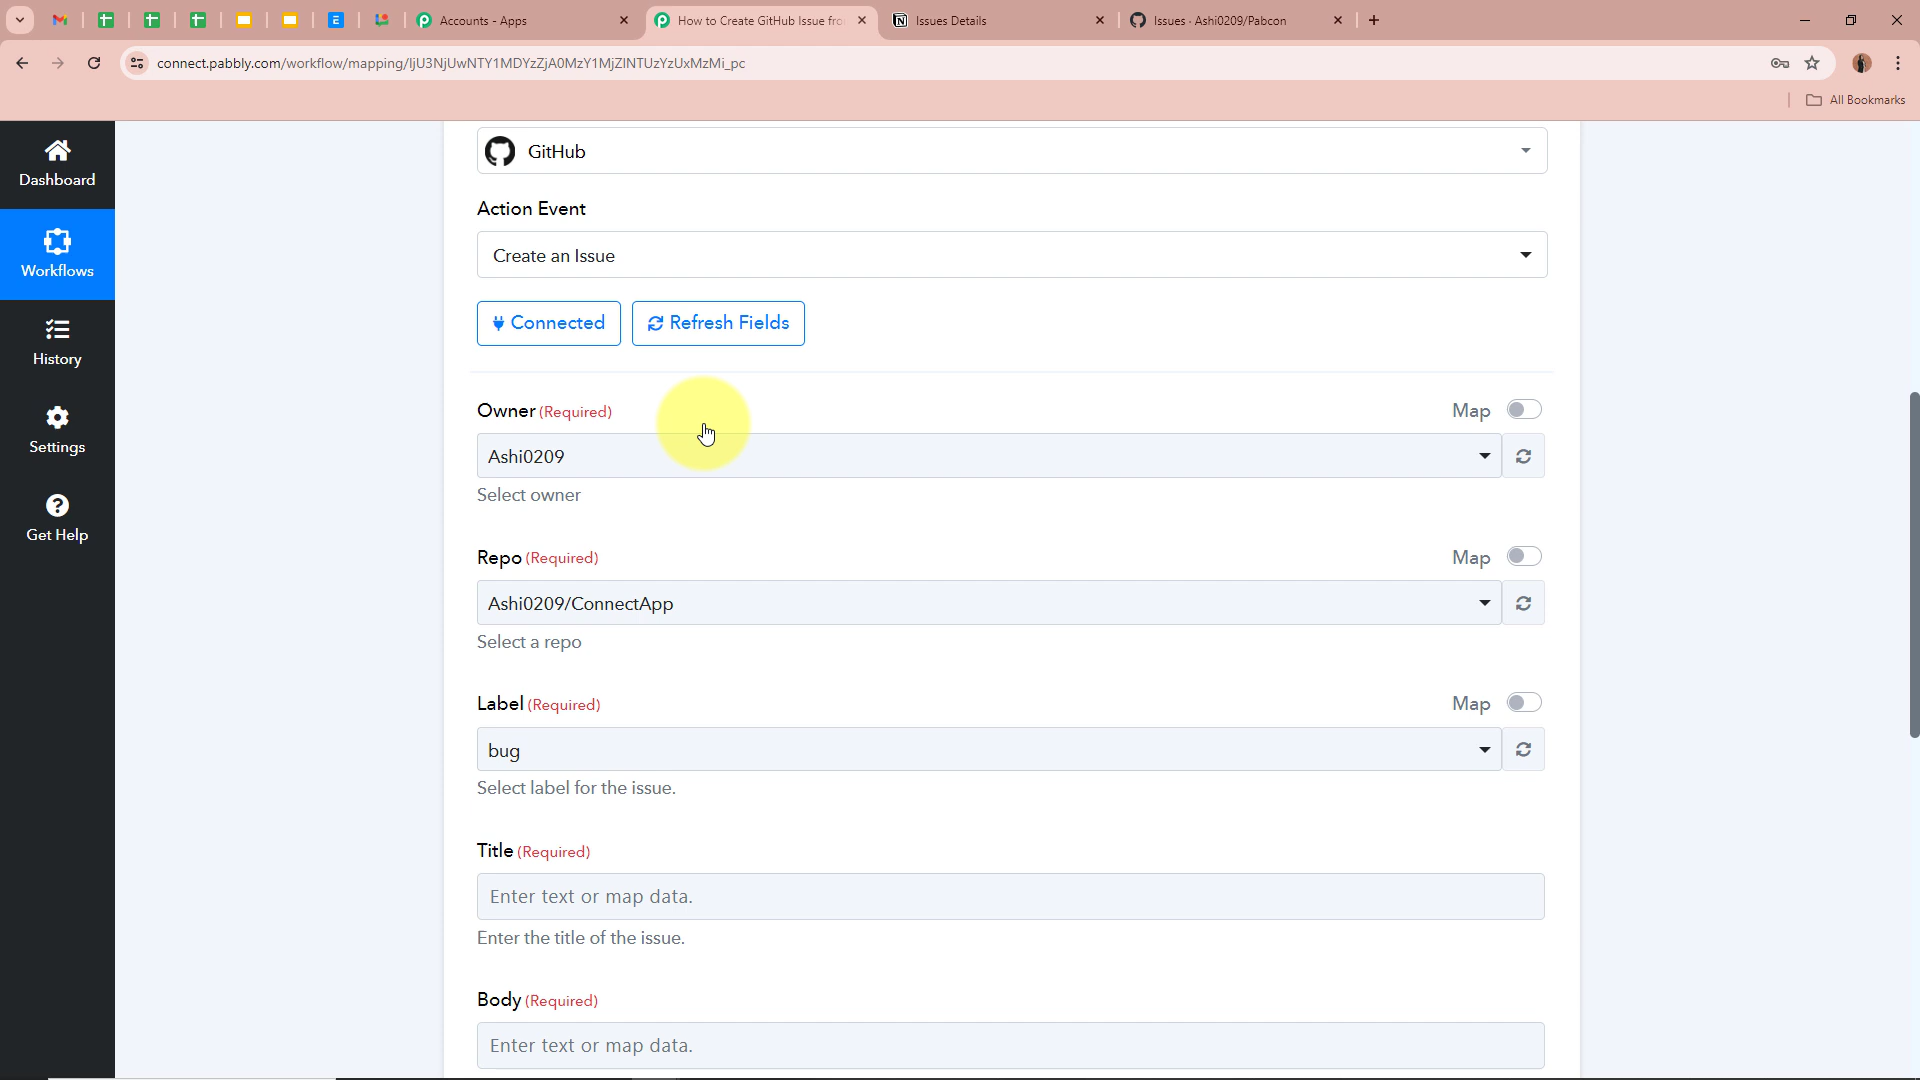 Accounts - Apps
How to Create GitHub Issue fro
Issues Details
Issues · Ashi0209/Pabcon
connect.pabbly.com/workflow/mapping/IjU3NjUwNTY1MDYzZjA0MzY1MjZlNTUzYzUxMzMi_pc
All Bookmarks
Dashboard
Workflows
History
Settings
Get Help
GitHub
Action Event
Create an Issue
Connected
Refresh Fields
Owner (Required)
Map
Ashi0209
Select owner
Repo (Required)
Map
Ashi0209/ConnectApp
Select a repo
Label (Required)
Map
bug
Select label for the issue.
Title (Required)
Enter text or map data.
Enter the title of the issue.
Body (Required)
Enter text or map data.